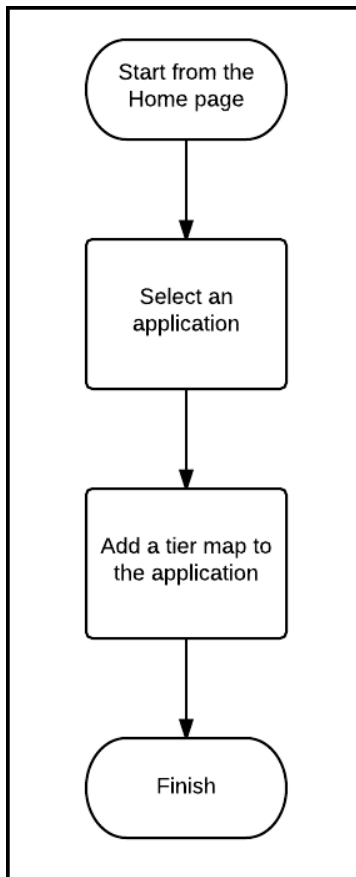 Start from the
Home page
Select an
application
Add a tier map to
the application
Finish